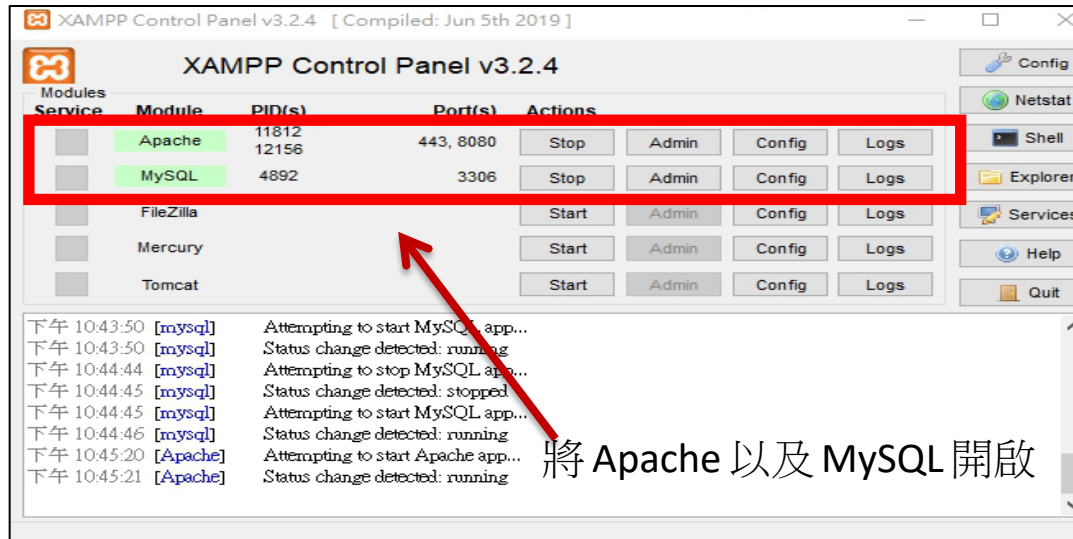 XAMPP Control Panel v3.2.4 [ Compiled: Jun 5th 2019 ]
XAMPP Control Panel v3.2.4
Config
Modules
Service Module PID(s) Port(s) Actions
Netstat
Apache 11812 12156 443, 8080 Stop Admin Config Logs
Shell
MySQL 4892 3306 Stop Admin Config Logs
Explorer
FileZilla Start Admin Config Logs
Services
Mercury Start Admin Config Logs
Help
Tomcat Start Admin Config Logs
Quit
下午 10:43:50 [mysql] Attempting to start MySQL app...
下午 10:43:50 [mysql] Status change detected: running
下午 10:44:44 [mysql] Attempting to stop MySQL app...
下午 10:44:45 [mysql] Status change detected: stopped
下午 10:44:45 [mysql] Attempting to start MySQL app...
下午 10:44:46 [mysql] Status change detected: running
下午 10:45:20 [Apache] Attempting to start Apache app...
下午 10:45:21 [Apache] Status change detected: running
將 Apache 以及 MySQL 開啟